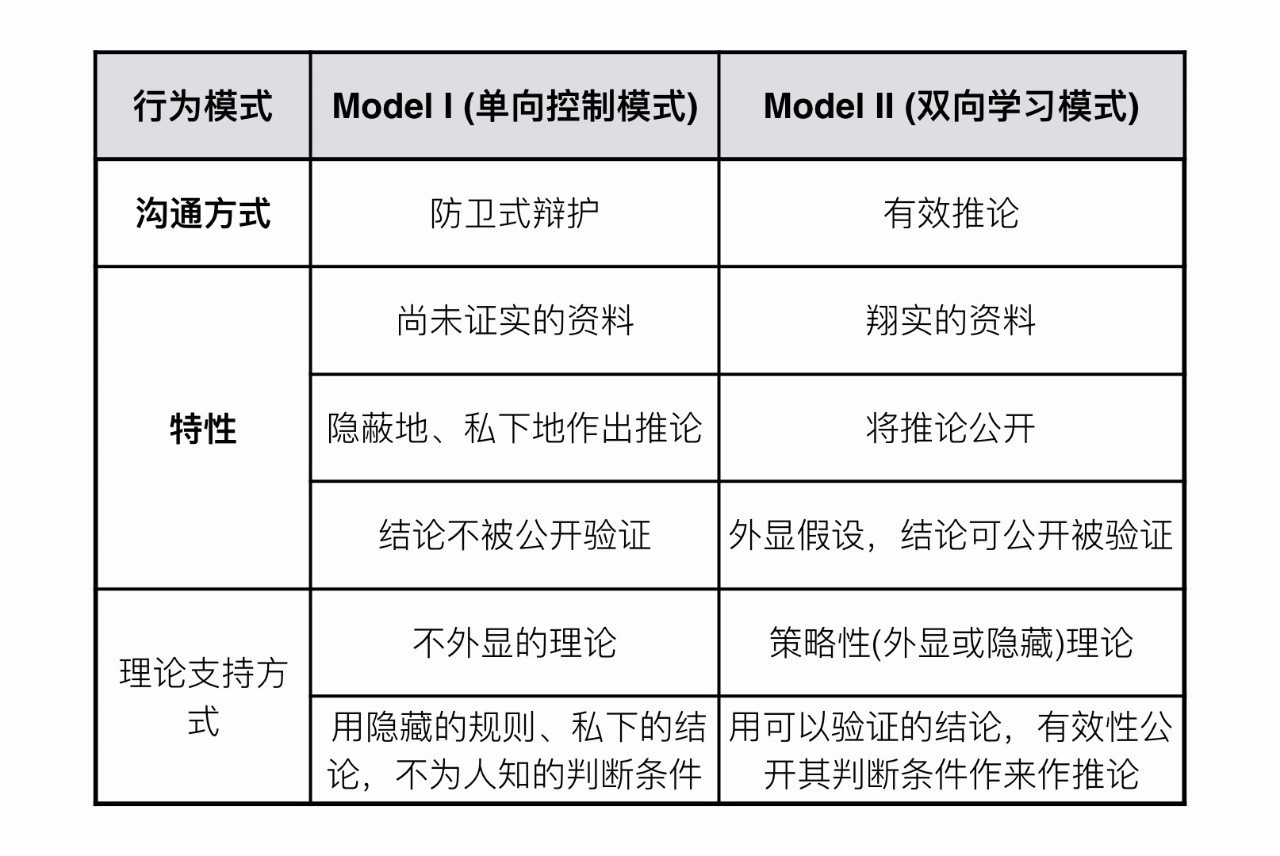 行为模式
Model I (单向控制模式)
Model II (双向学习模式)
沟通方式
防卫式辩护
有效推论
特性
尚未证实的资料
翔实的资料
隐蔽地、私下地作出推论
将推论公开
结论不被公开验证
外显假设，结论可公开被验证
理论支持方
式
不外显的理论
策略性(外显或隐藏)理论
用隐藏的规则、私下的结
论，不为人知的判断条件
用可以验证的结论，有效性公
开其判断条件作来作推论